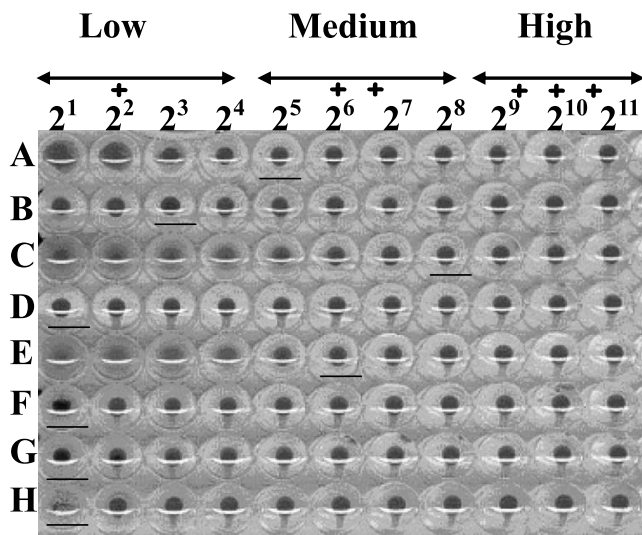 Low Medium High
+ + + + + +
2¹ 2² 2³ 2⁴ 2⁵ 2⁶ 2⁷ 2⁸ 2⁹ 2¹⁰ 2¹¹
A
B
C
D
E
F
G
H